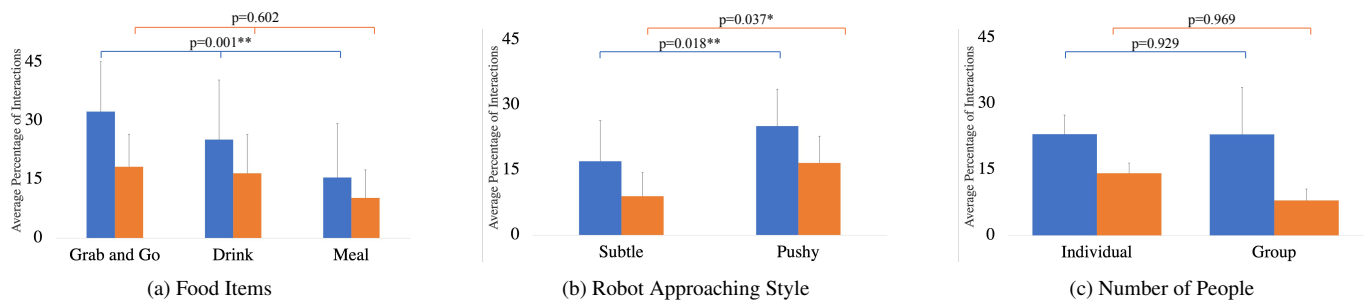 p=0.602
p=0.001**
Average Percentage of Interactions
45
30
15
0
Grab and Go Drink Meal
(a) Food Items
p=0.037*
p=0.018**
Average Percentage of Interactions
45
30
15
0
Subtle Pushy
(b) Robot Approaching Style
p=0.969
p=0.929
Average Percentage of Interactions
45
30
15
0
Individual Group
(c) Number of People